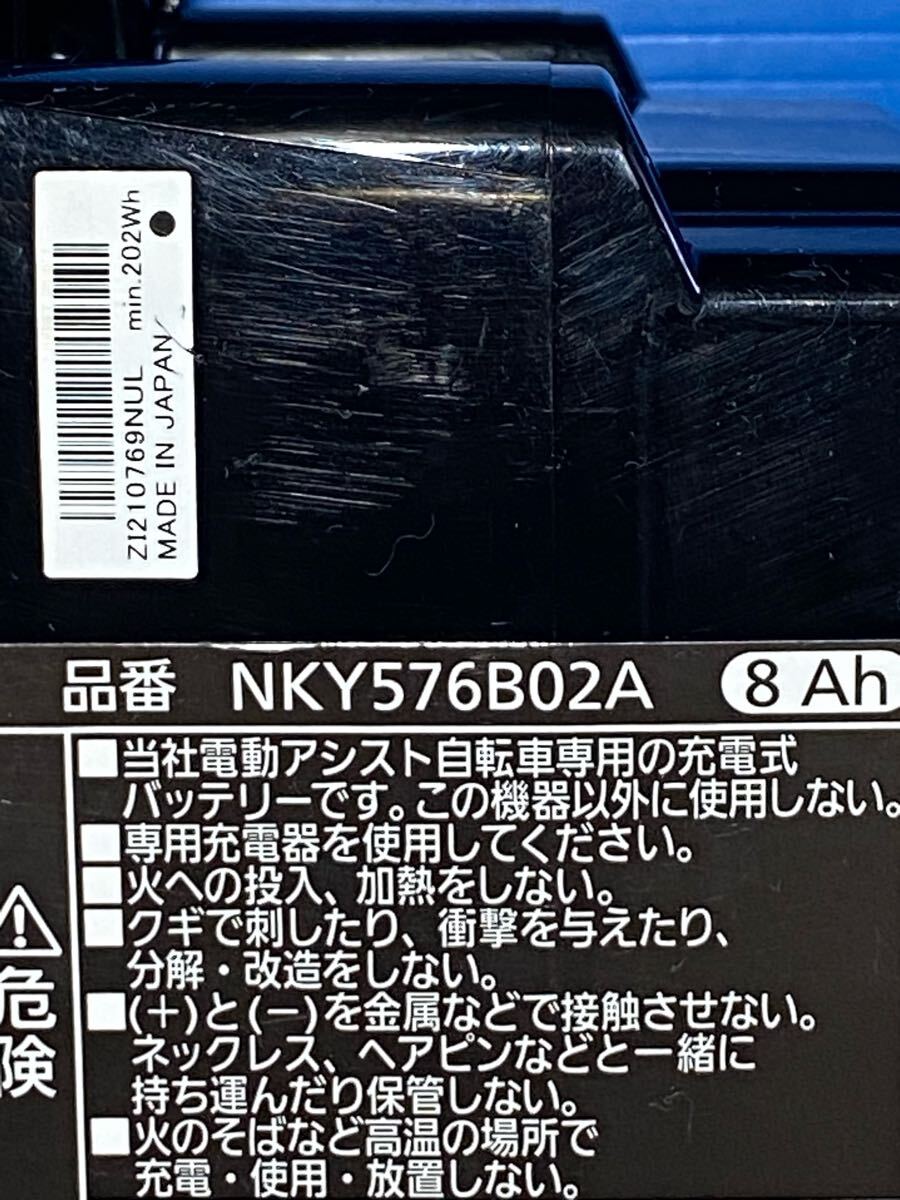 min.202Wh
ZI210769NUL
MADE IN JAPAN
品番 NKY576B02A 8 Ah
危険
当社電動アシスト自転車専用の充電式
バッテリーです。この機器以外に使用しない。
専用充電器を使用してください。
火への投入、加熱をしない。
クギで刺したり、衝撃を与えたり、
分解・改造をしない。
(+)と(−)を金属などで接触させない。
ネックレス、ヘアピンなどと一緒に
持ち運んだり保管しない。
火のそばなど高温の場所で
充電・使用・放置しない。